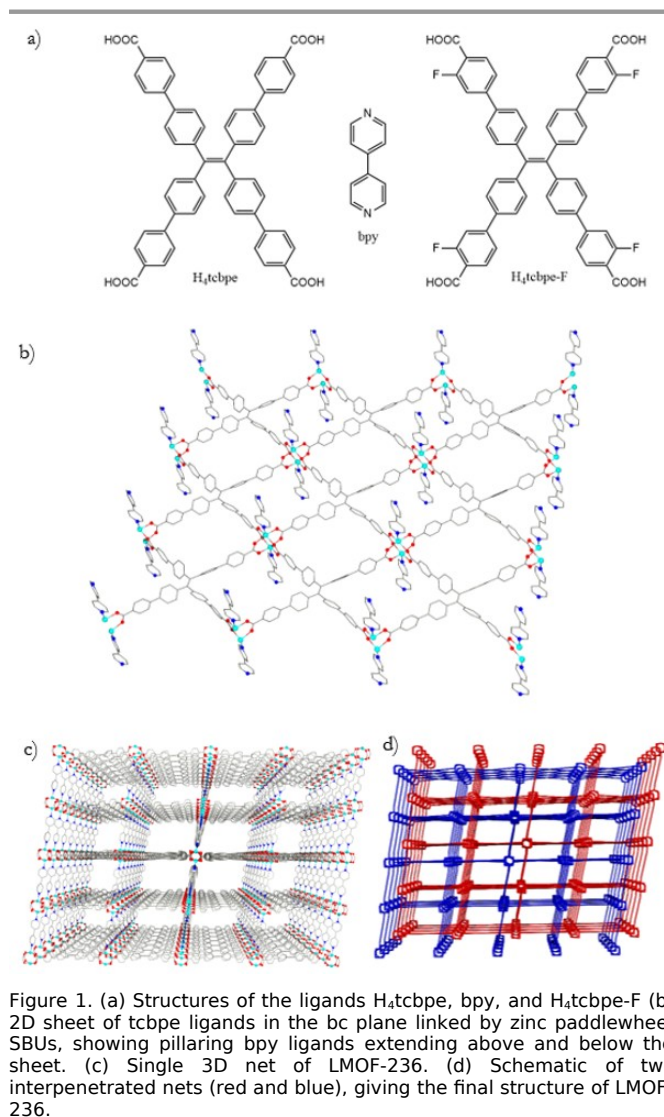 a)
HOOC COOH HOOC COOH
F F
N
N
bpy
F F
HOOC H₄tcbpe COOH HOOC H₄tcbpe-F COOH
b)
c) d)
Figure 1. (a) Structures of the ligands H₄tcbpe, bpy, and H₄tcbpe-F (b
2D sheet of tcbpe ligands in the bc plane linked by zinc paddlewhee
SBUs, showing pillaring bpy ligands extending above and below the
sheet. (c) Single 3D net of LMOF-236. (d) Schematic of tw
interpenetrated nets (red and blue), giving the final structure of LMOF
236.